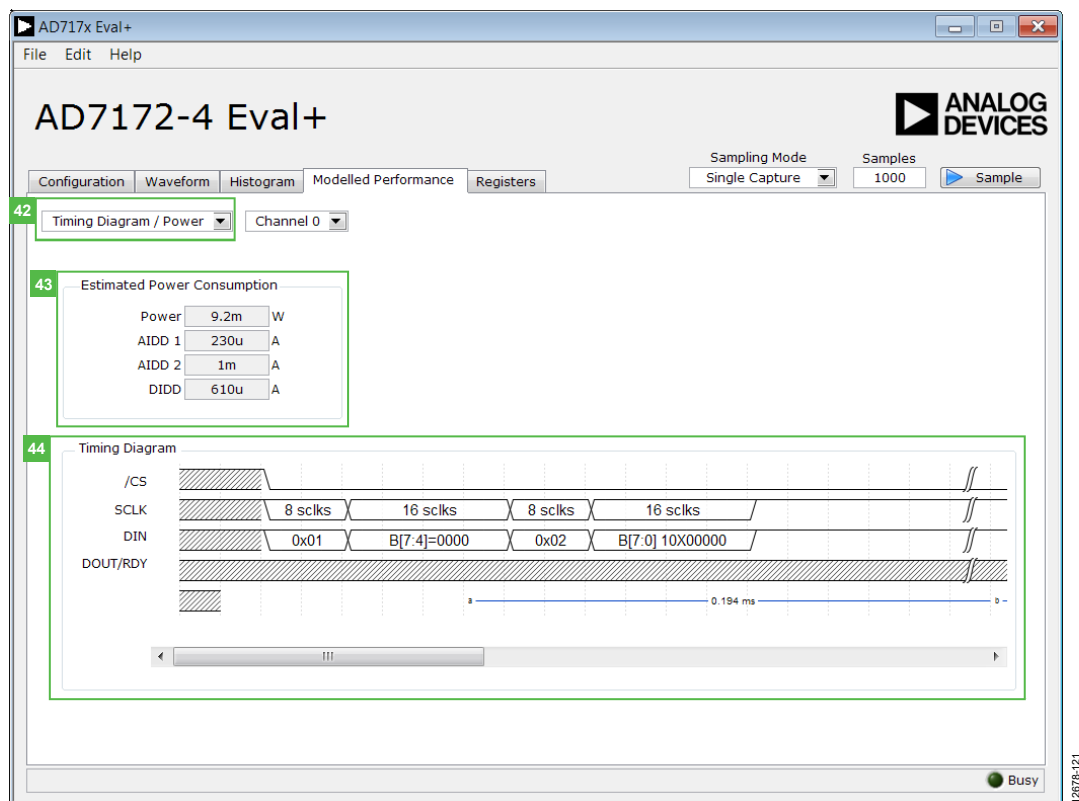 AD717x Eval+
File Edit Help
AD7172-4 Eval+
ANALOG
DEVICES
Sampling Mode Samples
Configuration Waveform Histogram Modelled Performance Registers Single Capture 1000 Sample
42 Timing Diagram / Power Channel 0
43 Estimated Power Consumption
Power 9.2m W
AIDD 1 230u A
AIDD 2 1m A
DIDD 610u A
44 Timing Diagram
/CS
SCLK 8 sclks 16 sclks 8 sclks 16 sclks
DIN 0x01 B[7:4]=0000 0x02 B[7:0] 10X00000
DOUT/RDY
a 0.194 ms b
Busy
12678-121